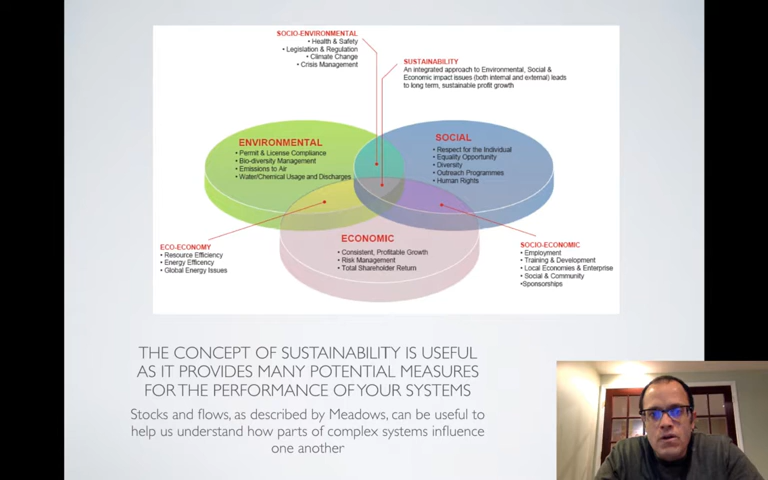 SOCIO-ENVIRONMENTAL
• Health & Safety
• Legislation & Regulation
• Climate Change
• Crisis Management
SUSTAINABILITY
An integrated approach to Environmental, Social &
Economic impact issues (both internal and external) leads
to long term, sustainable profit growth
ENVIRONMENTAL
• Permit & License Compliance
• Bio-diversity Management
• Emissions to Air
• Water/Chemical Usage and Discharges
SOCIAL
• Respect for the Individual
• Equality Opportunity
• Diversity
• Outreach Programmes
• Human Rights
ECO-ECONOMY
• Resource Efficiency
• Energy Efficency
• Global Energy Issues
ECONOMIC
• Consistent, Profitable Growth
• Risk Management
• Total Shareholder Return
SOCIO-ECONOMIC
• Employment
• Training & Development
• Local Economies & Enterprise
• Social & Community
•Sponsorships
THE CONCEPT OF SUSTAINABILITY IS USEFUL
AS IT PROVIDES MANY POTENTIAL MEASURES
FOR THE PERFORMANCE OF YOUR SYSTEMS
Stocks and flows, as described by Meadows, can be useful to
help us understand how parts of complex systems influence
one another